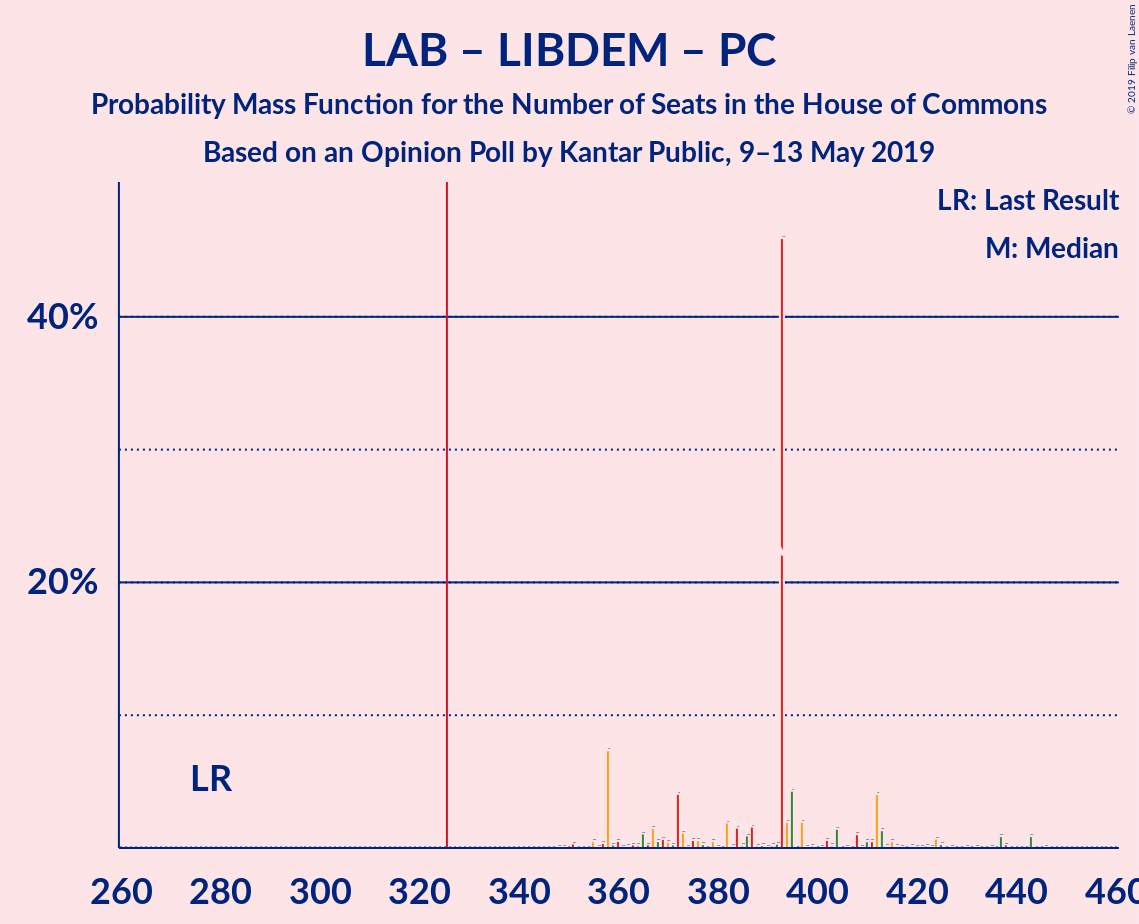 LAB – LIBDEM – PC
Probability Mass Function for the Number of Seats in the House of Commons
Based on an Opinion Poll by Kantar Public, 9–13 May 2019
© 2019 Filip van Laenen
LR: Last Result
M: Median
40%
20%
LR
260 280 300 320 340 360 380 400 420 440 460